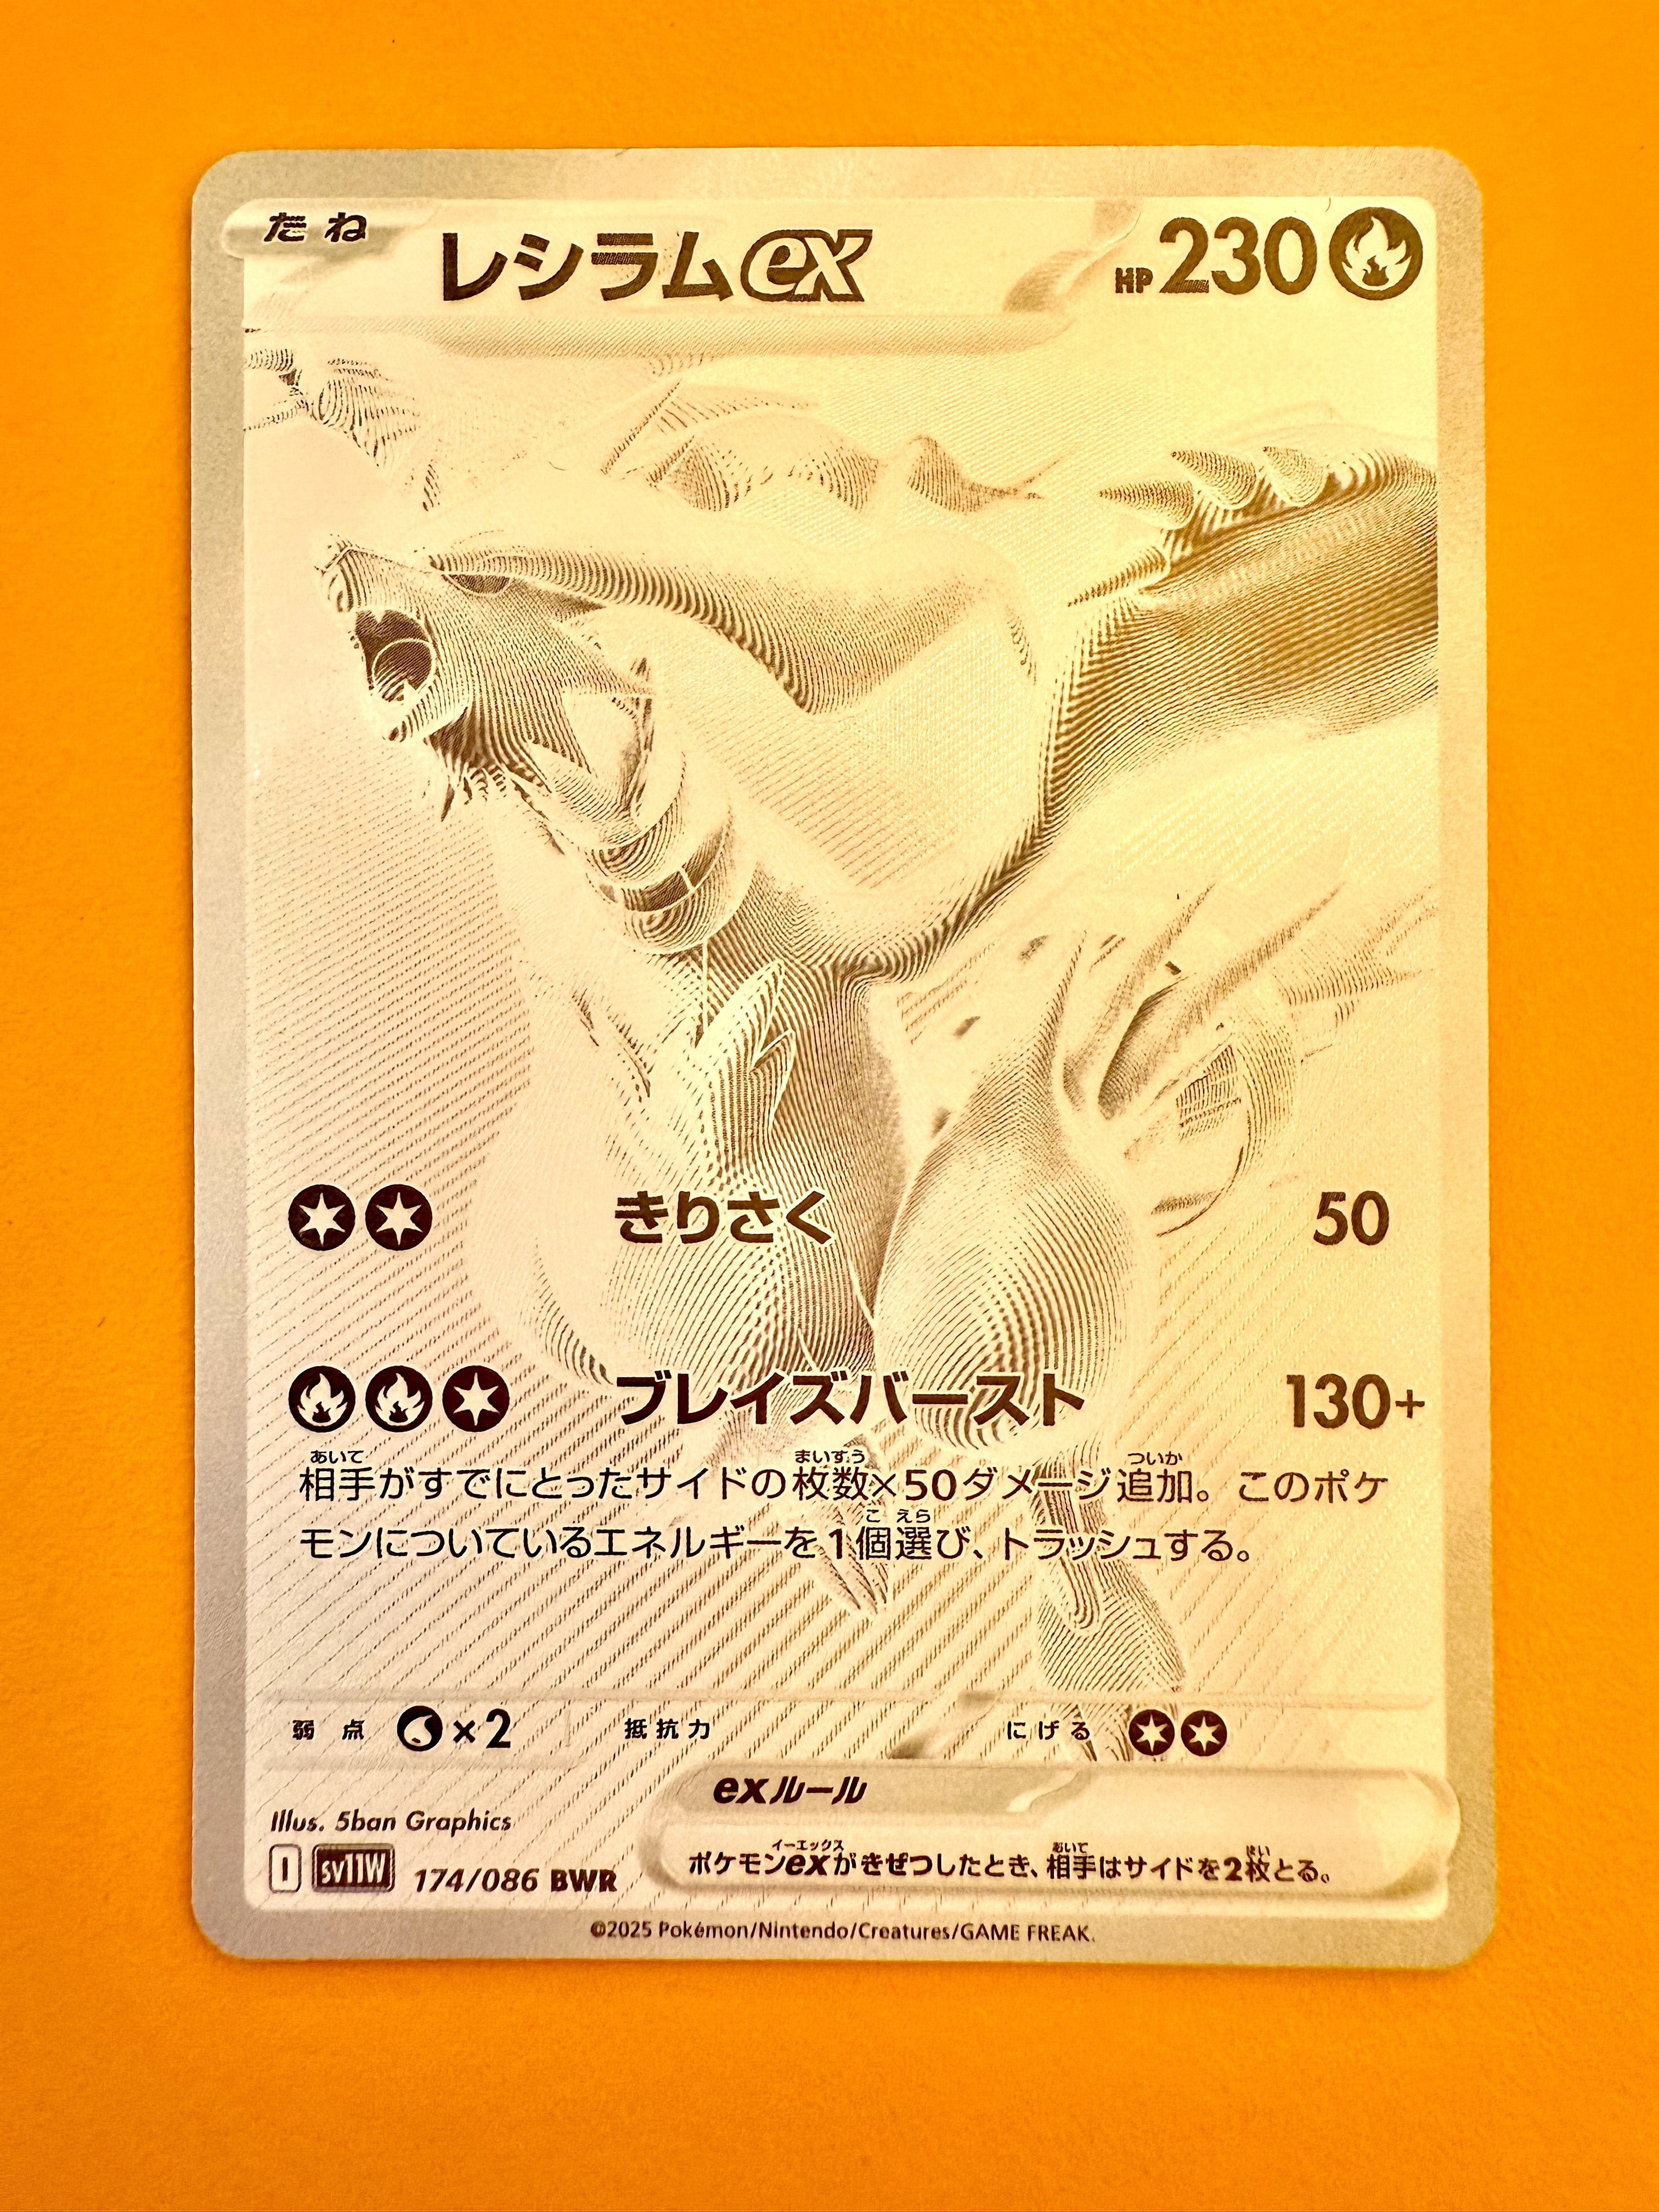 たね レシラムex HP230
きりさく 50
ブレイズバースト 130+
相手がすでにとったサイドの枚数×50ダメージ追加。このポケ
モンについているエネルギーを1個選び、トラッシュする。
弱点 ×2 抵抗力 にげる
exルール
ポケモンexがきぜつしたとき、相手はサイドを2枚とる。
Illus. 5ban Graphics
I SV11W 174/086 BWR
©2025 Pokémon/Nintendo/Creatures/GAME FREAK.